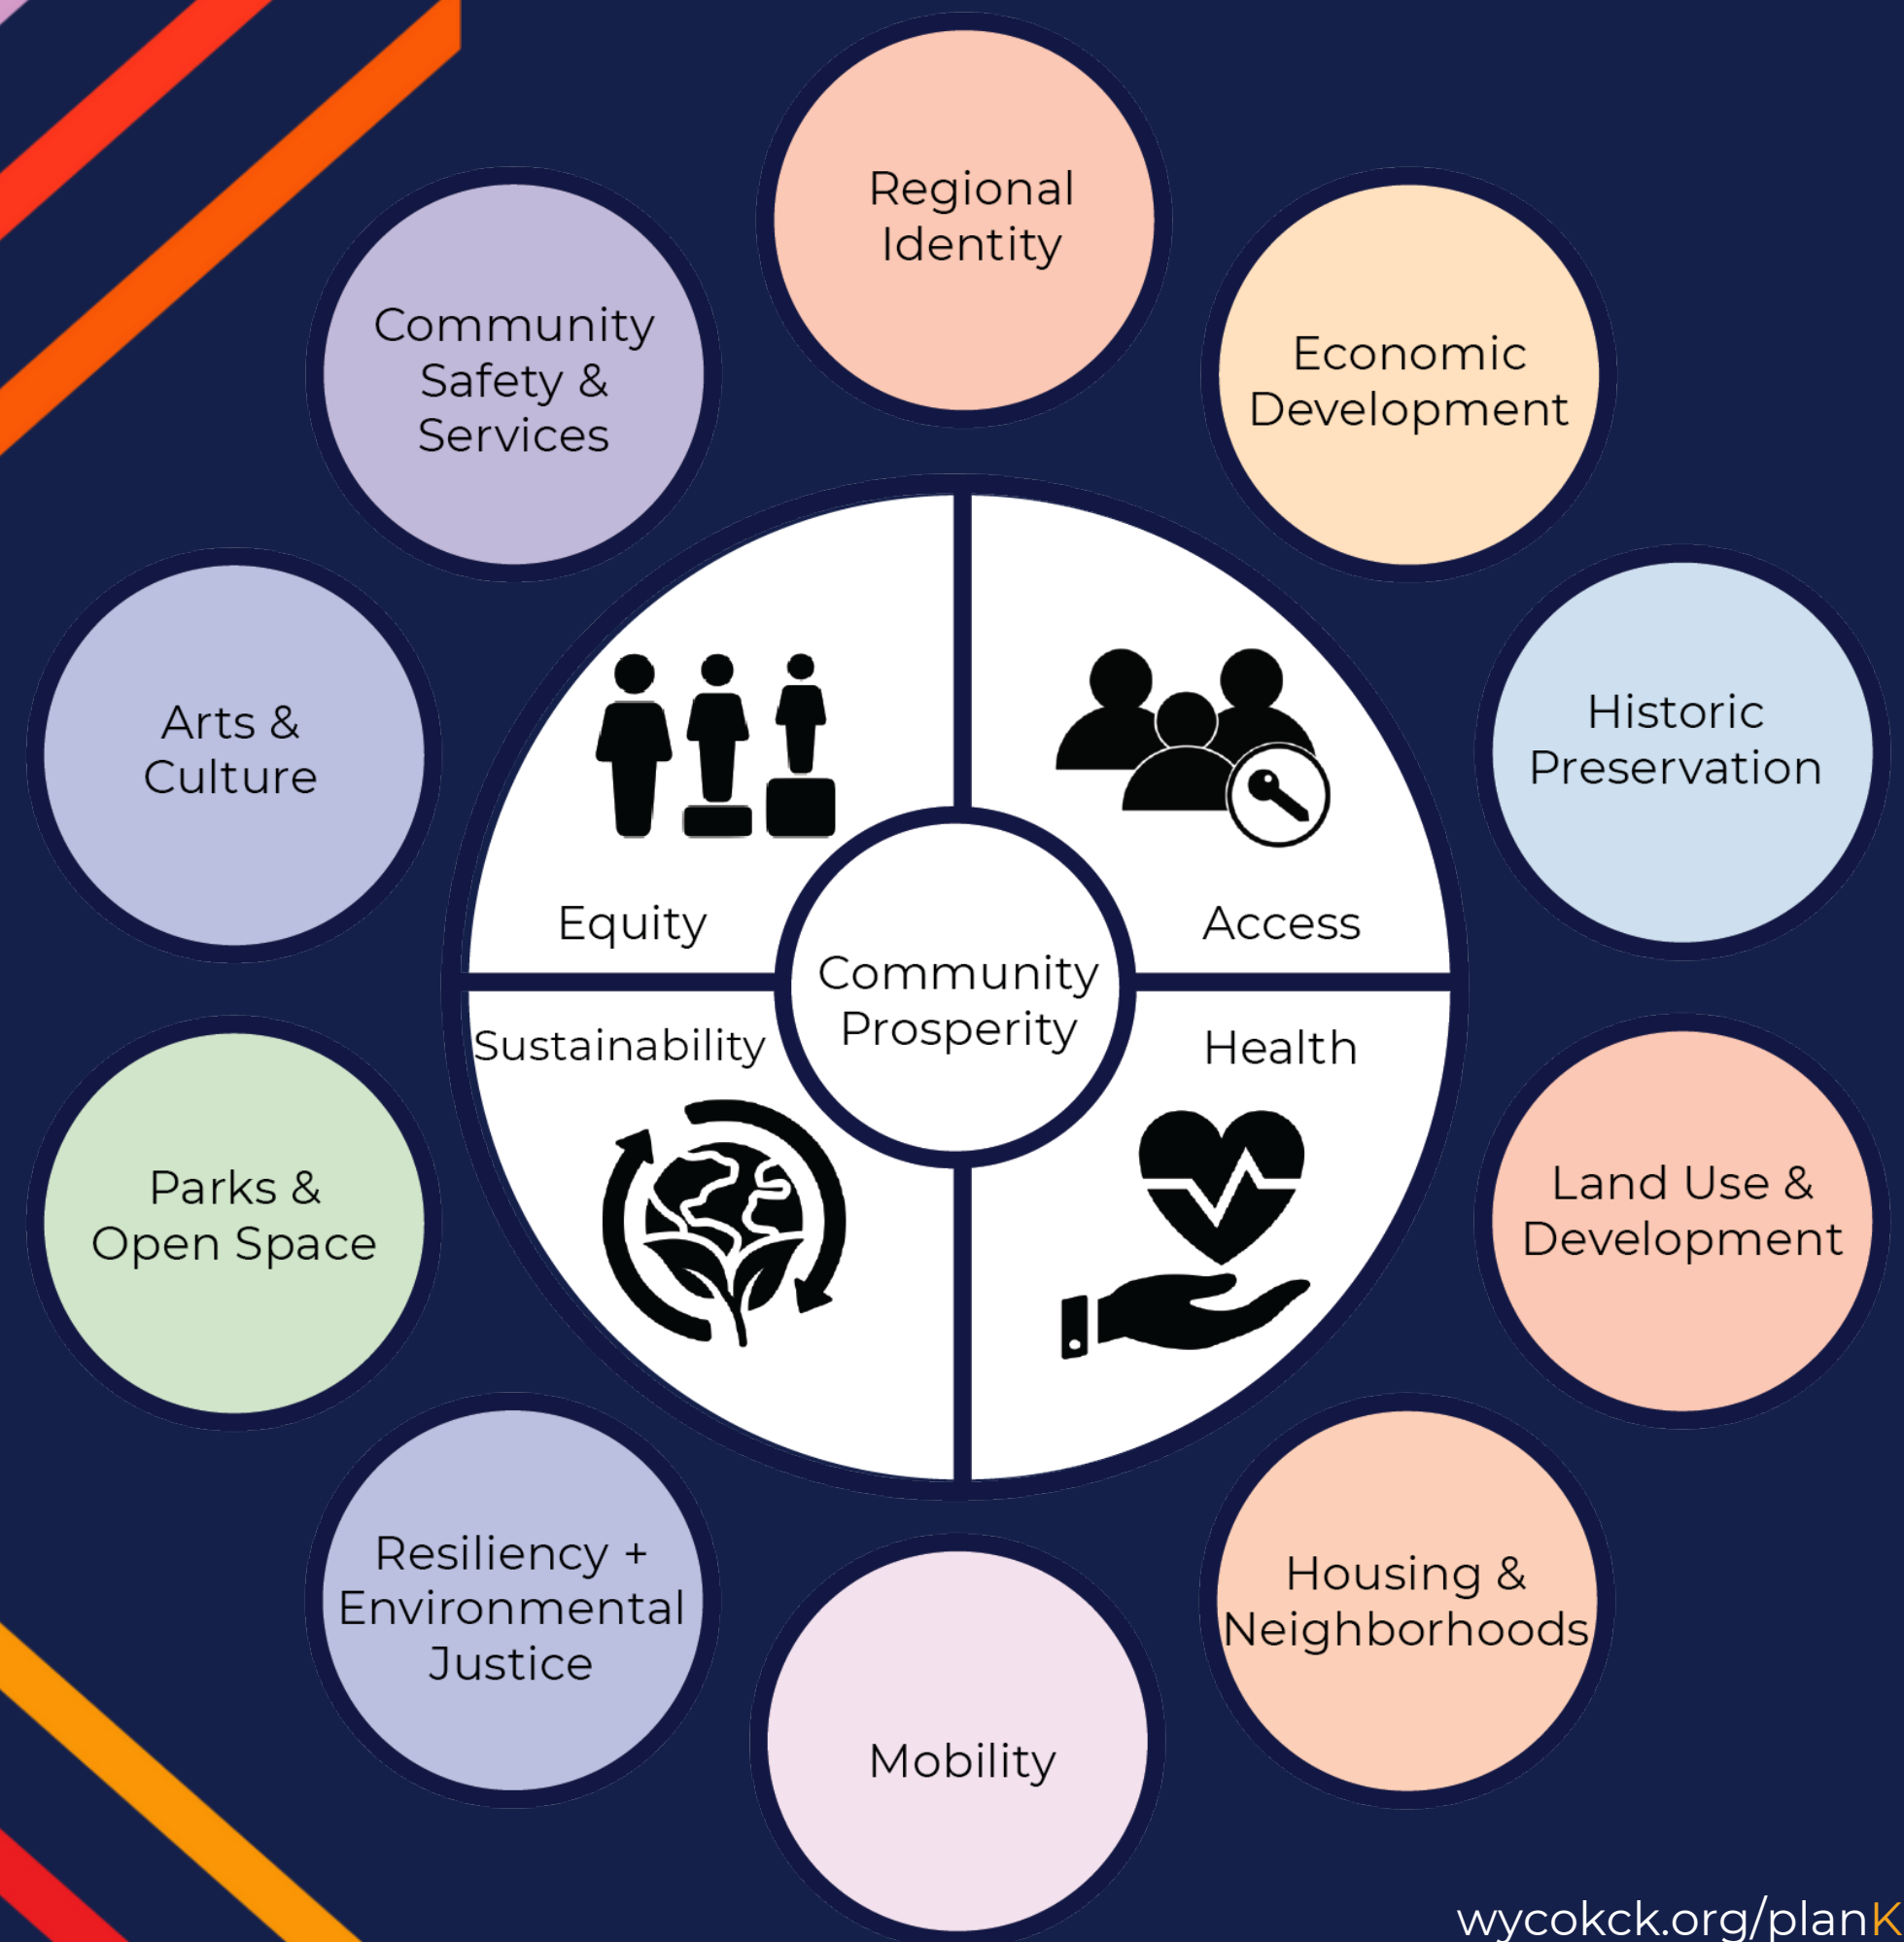 Regional
Identity
Community
Safety &
Services
Economic
Development
Arts &
Culture
Historic
Preservation
Equity
Access
Community
Prosperity
Sustainability
Health
Parks &
Open Space
Land Use &
Development
Resiliency +
Environmental
Justice
Housing &
Neighborhoods
Mobility
wycokck.org/planK